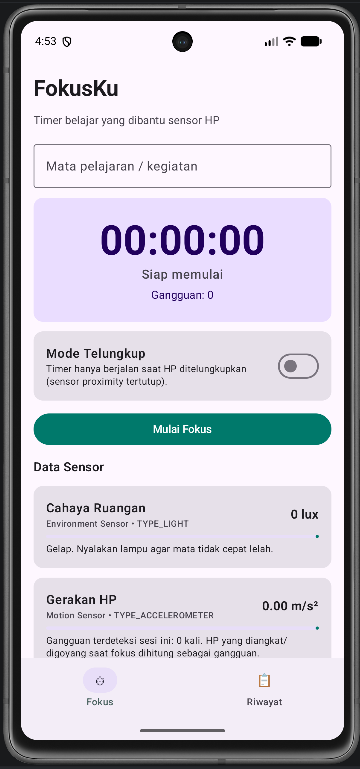 4:53
FokusKu
Timer belajar yang dibantu sensor HP
Mata pelajaran / kegiatan
00:00:00
Siap memulai
Gangguan: 0
Mode Telungkup
Timer hanya berjalan saat HP ditelungkupkan
(sensor proximity tertutup).
Mulai Fokus
Data Sensor
Cahaya Ruangan
0 lux
Environment Sensor • TYPE_LIGHT
Gelap. Nyalakan lampu agar mata tidak cepat lelah.
Gerakan HP
0.00 m/s²
Motion Sensor • TYPE_ACCELEROMETER
Gangguan terdeteksi sesi ini: 0 kali. HP yang diangkat/
digoyang saat fokus dihitung sebagai gangguan.
Fokus
Riwayat